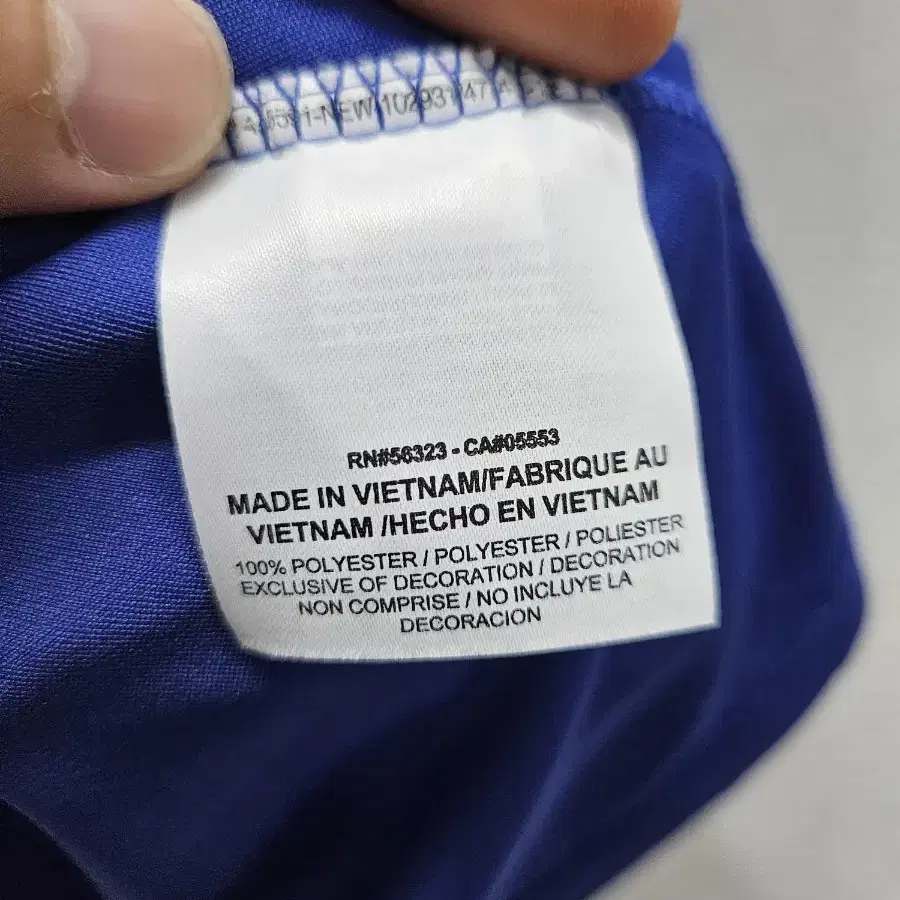 RN#56323 - CA#05553
MADE IN VIETNAM/FABRIQUE AU
VIETNAM /HECHO EN VIETNAM
100% POLYESTER / POLYESTER / POLIESTER
EXCLUSIVE OF DECORATION / DECORATION
NON COMPRISE / NO INCLUYE LA
DECORACION